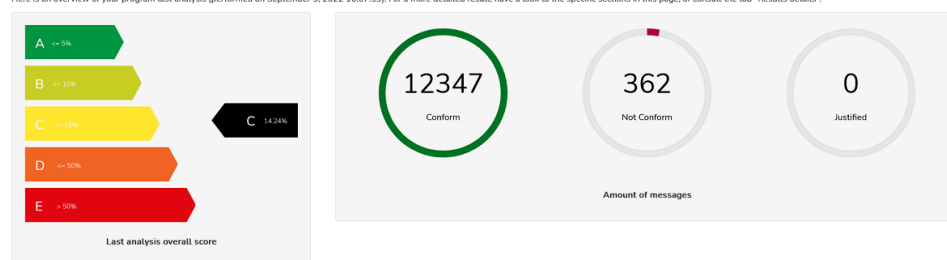 A <= 5%
B <= 10%
C <= 15%
D <= 50%
E > 50%
C 14.24%
Last analysis overall score
12347
Conform
362
Not Conform
0
Justified
Amount of messages